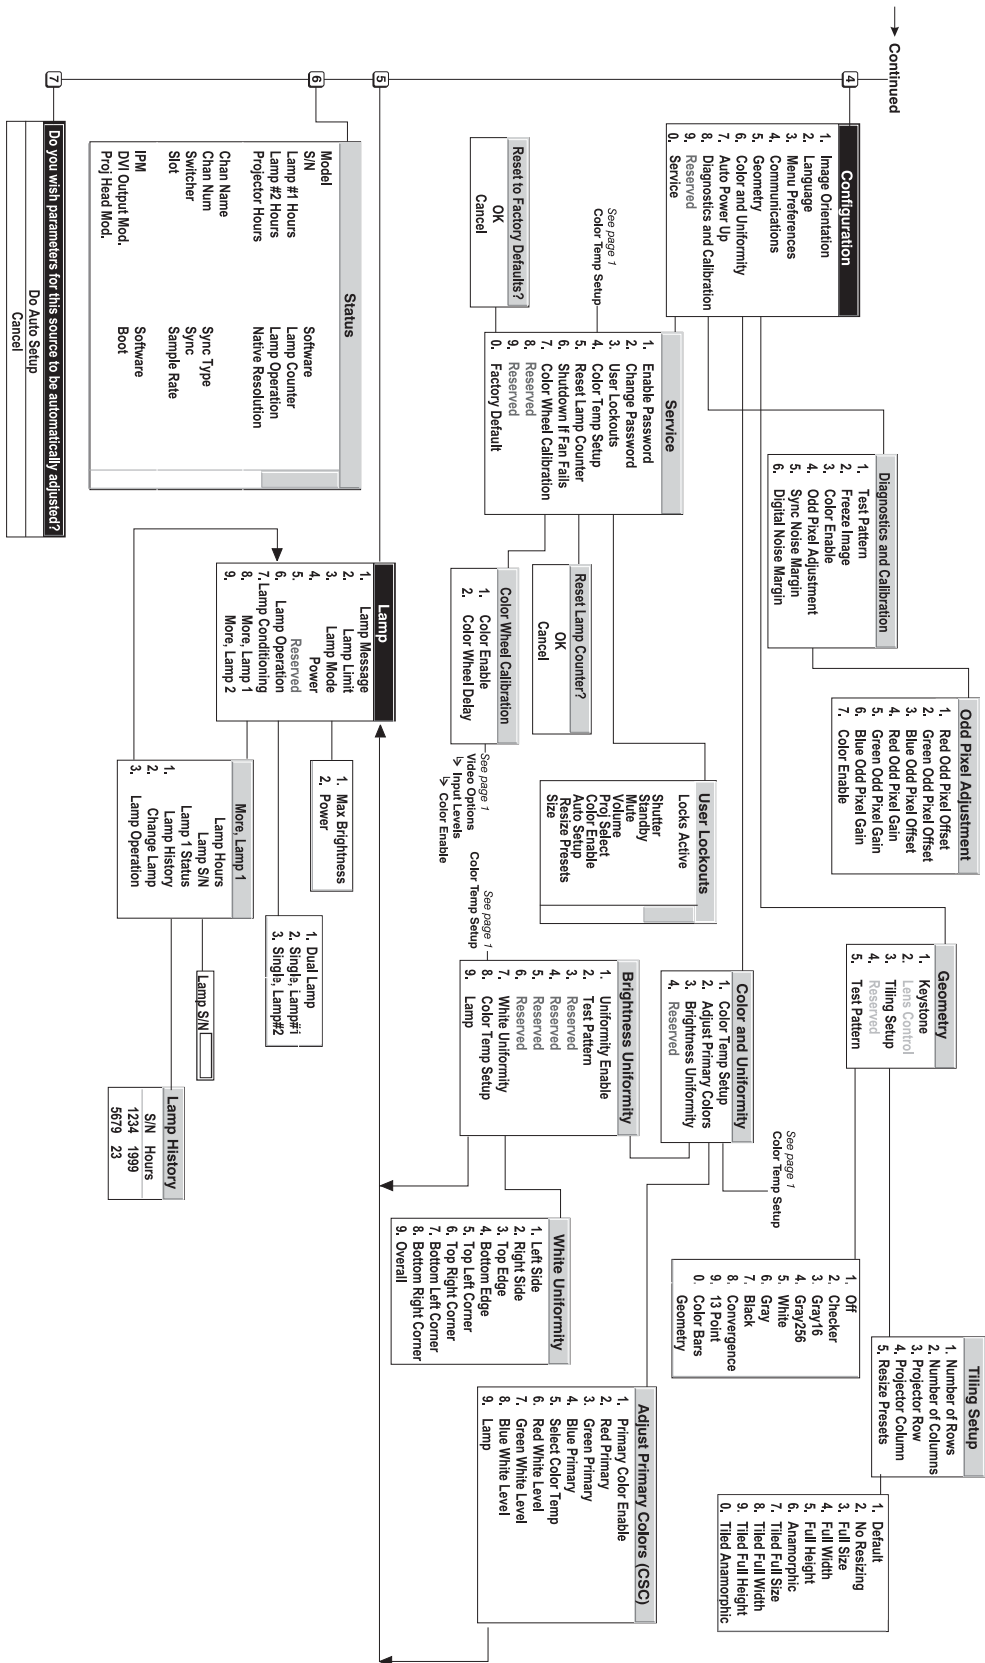 Continued
4
Configuration
1. Image Orientation
2. Language
3. Menu Preferences
4. Communications
5. Geometry
6. Color and Uniformity
7. Auto Power Up
8. Diagnostics and Calibration
9. Reserved
0. Service
Diagnostics and Calibration
1. Test Pattern
2. Freeze Image
3. Color Enable
4. Odd Pixel Adjustment
5. Sync Noise Margin
6. Digital Noise Margin
Odd Pixel Adjustment
1. Red Odd Pixel Offset
2. Green Odd Pixel Offset
3. Blue Odd Pixel Offset
4. Red Odd Pixel Gain
5. Green Odd Pixel Gain
6. Blue Odd Pixel Gain
7. Color Enable
Geometry
1. Keystone
2. Lens Control
3. Tiling Setup
4. Reserved
5. Test Pattern
Tiling Setup
1. Number of Rows
2. Number of Columns
3. Projector Row
4. Projector Column
5. Resize Presets
1. Default
2. No Resizing
3. Full Size
4. Full Width
5. Full Height
6. Anamorphic
7. Tiled Full Size
8. Tiled Full Width
9. Tiled Full Height
0. Tiled Anamorphic
1. Off
2. Checker
3. Gray16
4. Gray256
5. White
6. Gray
7. Black
8. Convergence
9. 13 Point
0. Color Bars
Geometry
See page 1
Color Temp Setup
Color and Uniformity
1. Color Temp Setup
2. Adjust Primary Colors
3. Brightness Uniformity
4. Reserved
See page 1
Color Temp Setup
Service
1. Enable Password
2. Change Password
3. User Lockouts
4. Color Temp Setup
5. Reset Lamp Counter
6. Shutdown If Fan Fails
7. Color Wheel Calibration
8. Reserved
9. Reserved
0. Factory Default
Reset to Factory Defaults?
OK
Cancel
User Lockouts
Locks Active
Shutter
Standby
Mute
Volume
Proj Select
Color Enable
Auto Setup
Resize Presets
Size
Reset Lamp Counter?
OK
Cancel
Color Wheel Calibration
1. Color Enable
2. Color Wheel Delay
See page 1
Video Options
↳ Input Levels
↳ Color Enable
Brightness Uniformity
1. Uniformity Enable
2. Test Pattern
3. Reserved
4. Reserved
5. Reserved
6. Reserved
7. White Uniformity
8. Color Temp Setup
9. Lamp
See page 1
Color Temp Setup
White Uniformity
1. Left Side
2. Right Side
3. Top Edge
4. Bottom Edge
5. Top Left Corner
6. Top Right Corner
7. Bottom Left Corner
8. Bottom Right Corner
9. Overall
Adjust Primary Colors (CSC)
1. Primary Color Enable
2. Red Primary
3. Green Primary
4. Blue Primary
5. Select Color Temp
6. Red White Level
7. Green White Level
8. Blue White Level
9. Lamp
5
Lamp
1. Lamp Message
2. Lamp Limit
3. Lamp Mode
4. Power
5. Reserved
6. Lamp Operation
7. Lamp Conditioning
8. More, Lamp 1
9. More, Lamp 2
1. Max Brightness
2. Power
1. Dual Lamp
2. Single, Lamp#1
3. Single, Lamp#2
More, Lamp 1
Lamp Hours
Lamp S/N
Lamp 1 Status
1. Lamp History
2. Change Lamp
3. Lamp Operation
Lamp S/N
Lamp History
S/N Hours
1234 1999
5679 23
6
Status
Model
S/N Software
Lamp #1 Hours Lamp Counter
Lamp #2 Hours Lamp Operation
Projector Hours Native Resolution
Chan Name
Chan Num Sync Type
Switcher Sync
Slot Sample Rate
IPM Software
DVI Output Mod. Boot
Proj Head Mod.
7
Do you wish parameters for this source to be automatically adjusted?
Do Auto Setup
Cancel